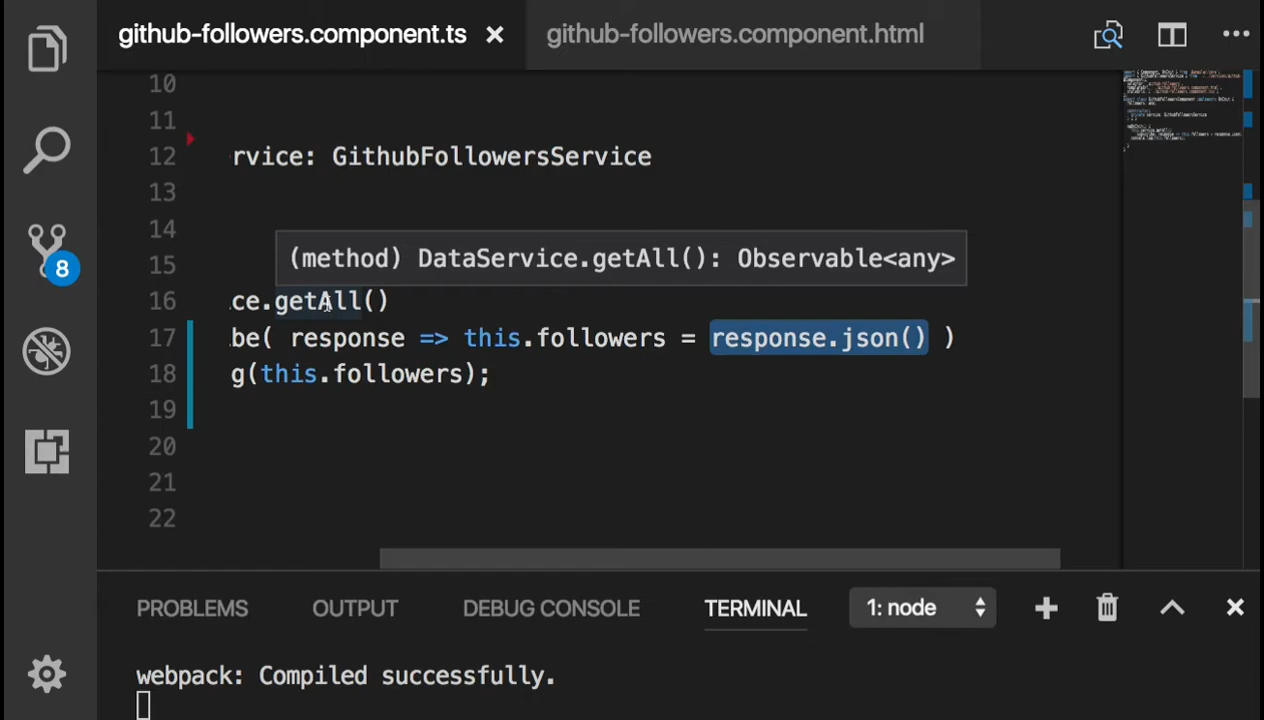 github-followers.component.ts
github-followers.component.html
10
11
12 rvice: GithubFollowersService
13
14
(method) DataService.getAll(): Observable<any>
15
16 ce.getAll()
17 be( response => this.followers = response.json() )
18 g(this.followers);
19
20
21
22
8
PROBLEMS OUTPUT DEBUG CONSOLE TERMINAL 1: node
webpack: Compiled successfully.